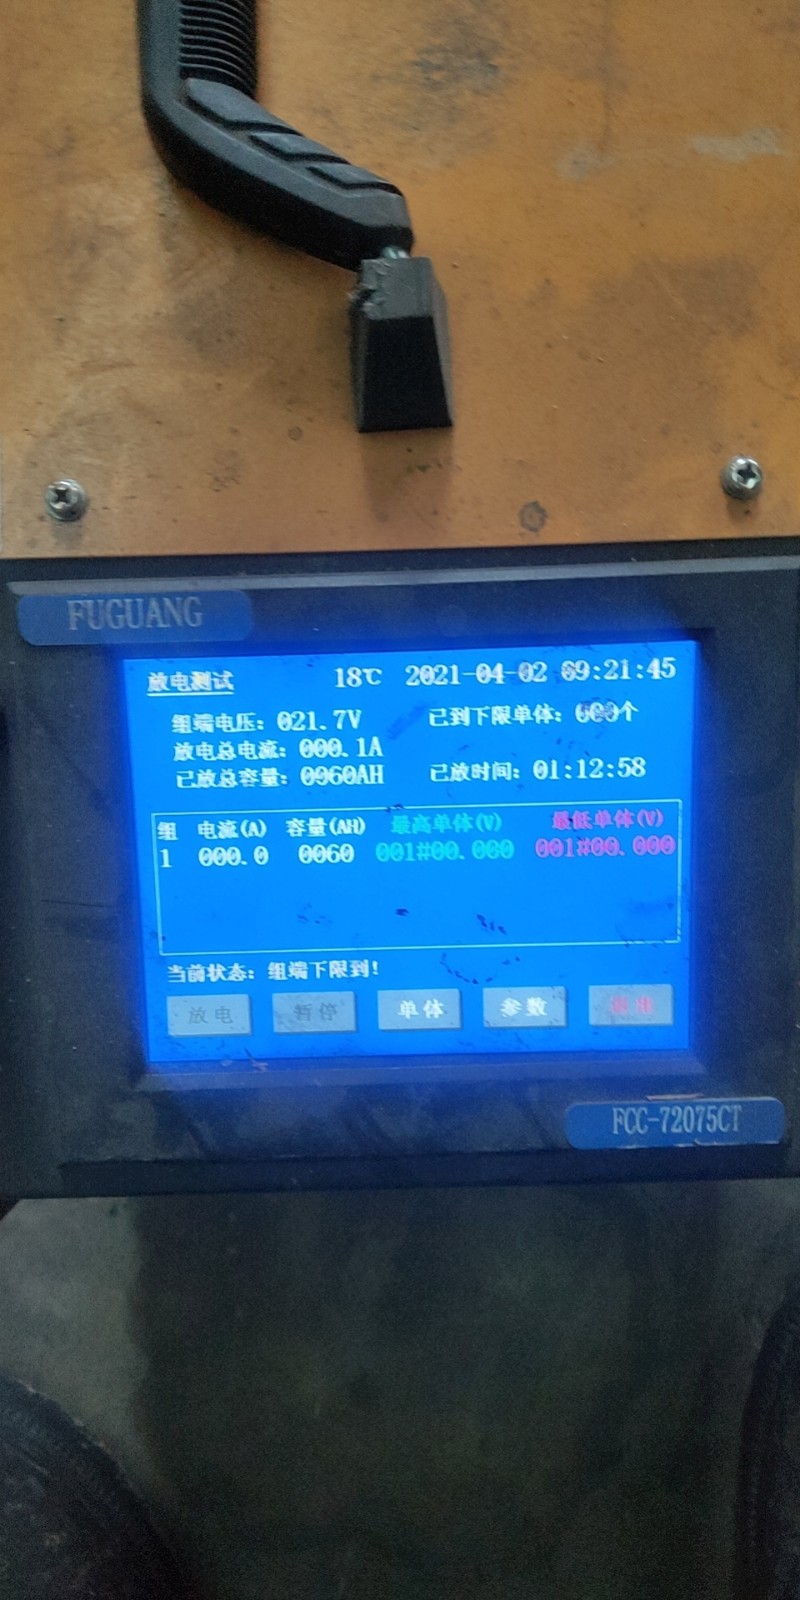 FUGUANG
放电测试 18℃ 2021-04-02 09:21:45
组端电压：021.7V 已到下限单体：000个
放电总电流：000.1A
已放总容量：0060AH 已放时间：01:12:58
组 电流(A) 容量(AH) 最高单体(V) 最低单体(V)
1 000.0 0060 001#00.000 001#00.000
当前状态：组端下限到！
放电 暂停 单体 参数
FCC-72075CT